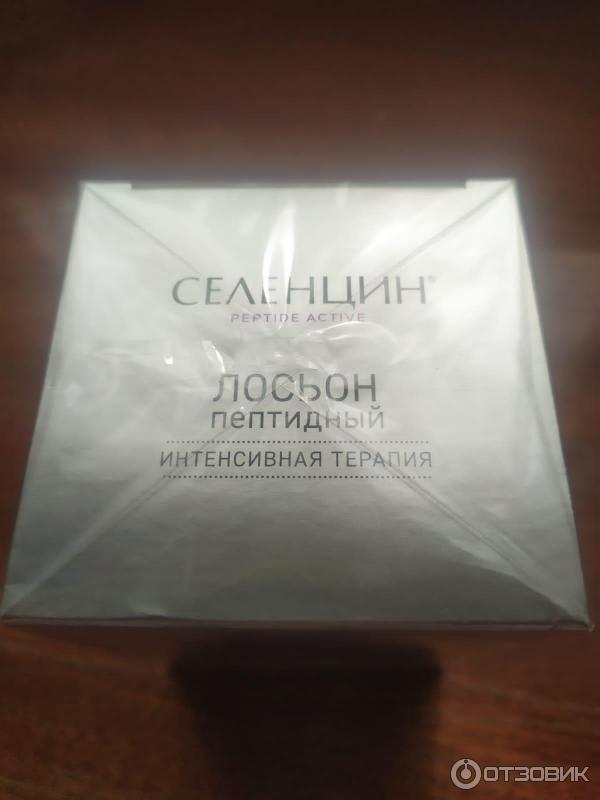 СЕЛЕНЦИН®
PEPTIDE ACTIVE
ЛОСЬОН
пептидный
ИНТЕНСИВНАЯ ТЕРАПИЯ
ОТЗОВИК